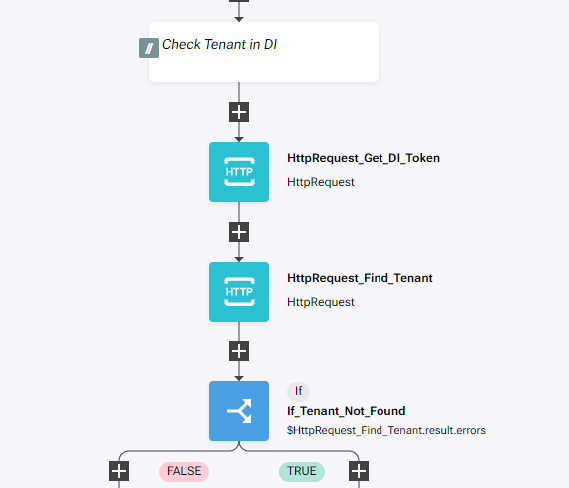 // Check Tenant in DI
HTTP
HttpRequest_Get_DI_Token
HttpRequest
HTTP
HttpRequest_Find_Tenant
HttpRequest
If
If_Tenant_Not_Found
$HttpRequest_Find_Tenant.result.errors
FALSE TRUE